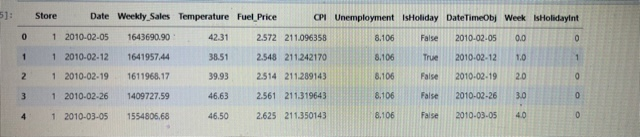 5]:
Store Date Weekly_Sales Temperature Fuel_Price CPI Unemployment IsHoliday DateTimeObj Week IsHolidayInt
0 1 2010-02-05 1643690.90 42.31 2.572 211.096358 8.106 False 2010-02-05 0.0 0
1 1 2010-02-12 1641957.44 38.51 2.548 211.242170 8.106 True 2010-02-12 1.0 1
2 1 2010-02-19 1611968.17 39.93 2.514 211.289143 8.106 False 2010-02-19 2.0 0
3 1 2010-02-26 1409727.59 46.63 2.561 211.319643 8.106 False 2010-02-26 3.0 0
4 1 2010-03-05 1554806.68 46.50 2.625 211.350143 8.106 False 2010-03-05 4.0 0